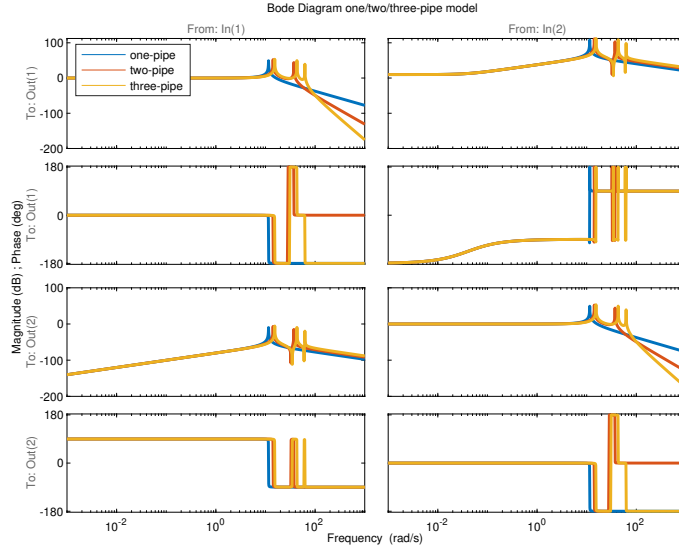 Bode Diagram one/two/three-pipe model
From: In(1)
From: In(2)
one-pipe
two-pipe
three-pipe
Magnitude (dB) ; Phase (deg)
To: Out(1)
100
0
-100
-200
To: Out(1)
180
0
-180
To: Out(2)
100
0
-100
-200
To: Out(2)
180
0
-180
10^-2
10^0
10^2
10^-2
10^0
10^2
Frequency (rad/s)